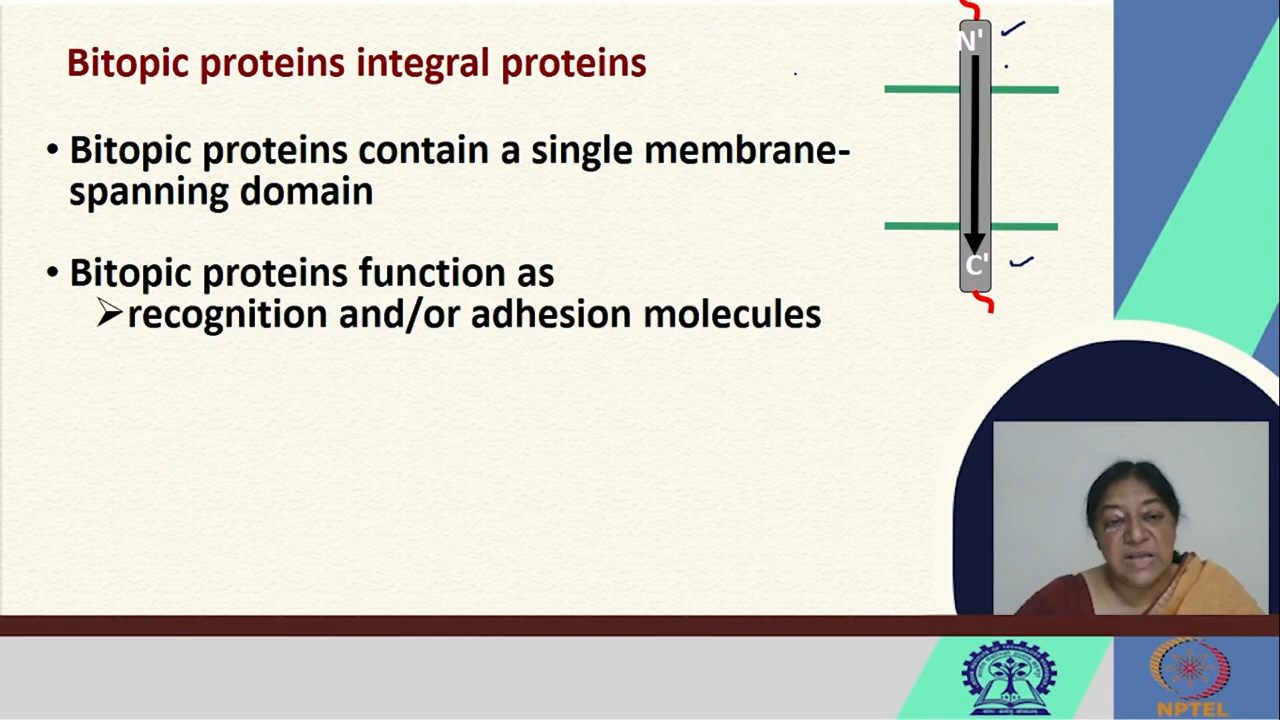 Bitopic proteins integral proteins
N'
• Bitopic proteins contain a single membrane-
spanning domain
• Bitopic proteins function as
C'
➢recognition and/or adhesion molecules
NPTEL